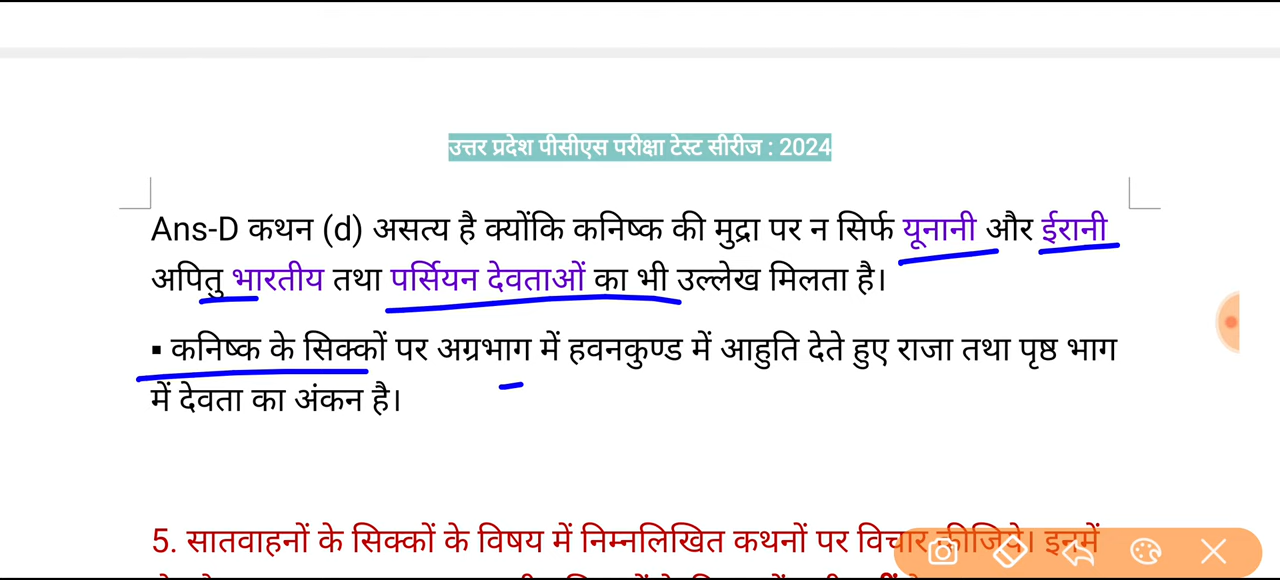 उत्तर प्रदेश पीसीएस परीक्षा टेस्ट सीरीज : 2024
Ans-D कथन (d) असत्य है क्योंकि कनिष्क की मुद्रा पर न सिर्फ यूनानी और ईरानी
अपितु भारतीय तथा पर्सियन देवताओं का भी उल्लेख मिलता है।
▪ कनिष्क के सिक्कों पर अग्रभाग में हवनकुण्ड में आहुति देते हुए राजा तथा पृष्ठ भाग
में देवता का अंकन है।
5. सातवाहनों के सिक्कों के विषय में निम्नलिखित कथनों पर विचार कीजिये। इनमें